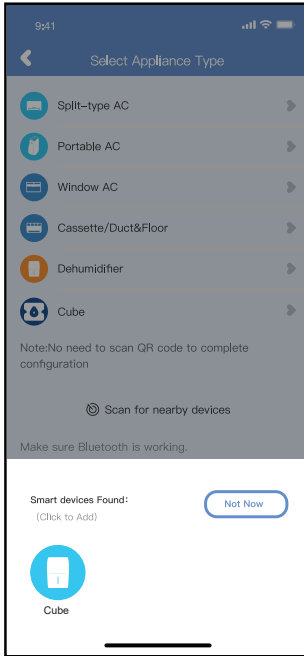 9:41
Select Appliance Type
Split-type AC
Portable AC
Window AC
Cassette/Duct&Floor
Dehumidifier
Cube
Note:No need to scan QR code to complete
configuration
Scan for nearby devices
Make sure Bluetooth is working.
Smart devices Found:
Not Now
(Click to Add)
Cube